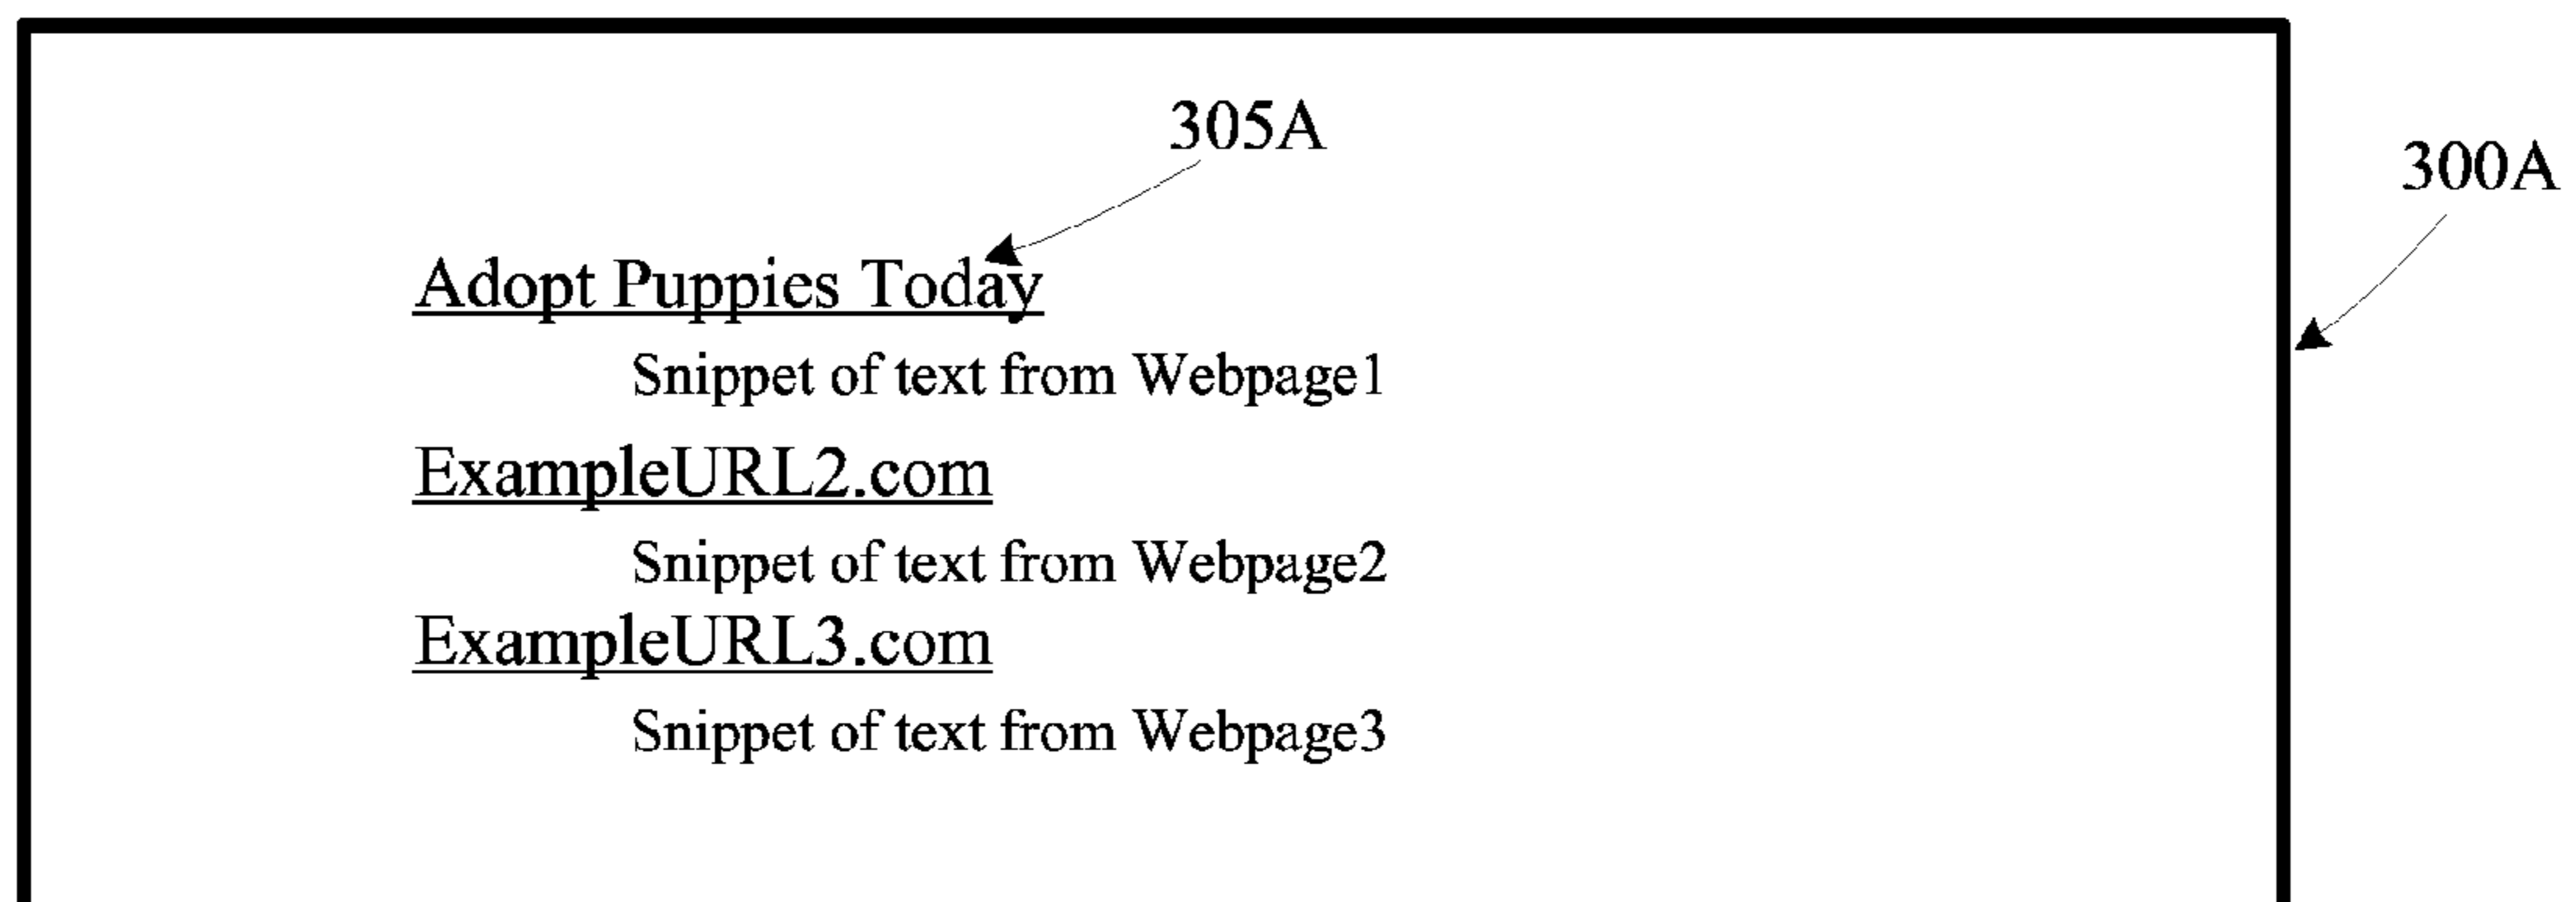 305A
300A
Adopt Puppies Today
Snippet of text from Webpage1
ExampleURL2.com
Snippet of text from Webpage2
ExampleURL3.com
Snippet of text from Webpage3